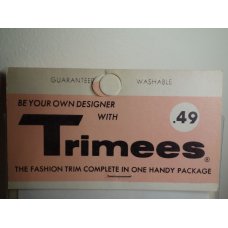 GUARANTEED WASHABLE
BE YOUR OWN DESIGNER
WITH .49
Trimees®
THE FASHION TRIM COMPLETE IN ONE HANDY PACKAGE